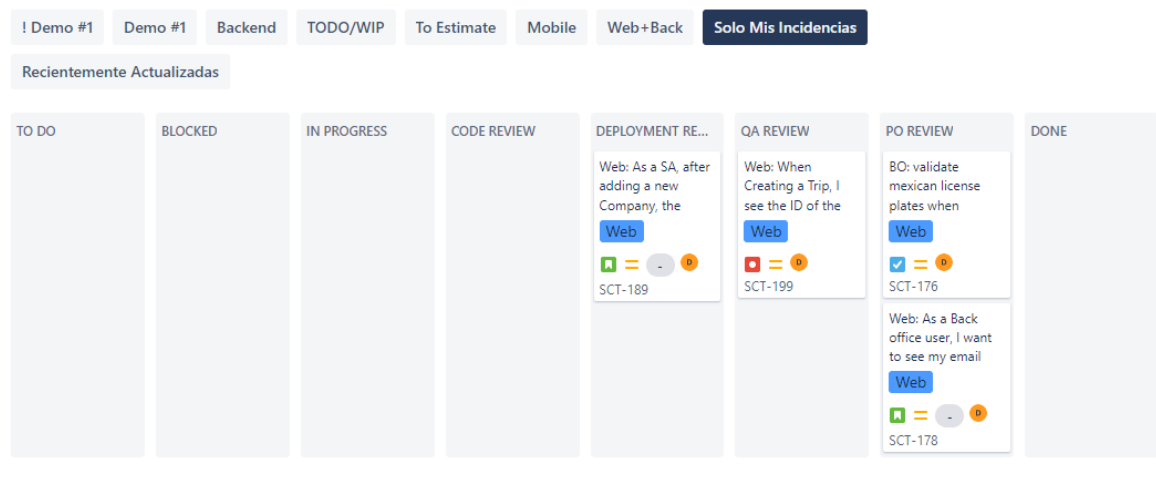 ! Demo #1 Demo #1 Backend TODO/WIP To Estimate Mobile Web+Back Solo Mis Incidencias
Recientemente Actualizadas
TO DO BLOCKED IN PROGRESS CODE REVIEW DEPLOYMENT RE... QA REVIEW PO REVIEW DONE
Web: As a SA, after
adding a new
Company, the
Web
-
D
SCT-189
Web: When
Creating a Trip, I
see the ID of the
Web
D
SCT-199
BO: validate
mexican license
plates when
Web
D
SCT-176
Web: As a Back
office user, I want
to see my email
Web
-
D
SCT-178